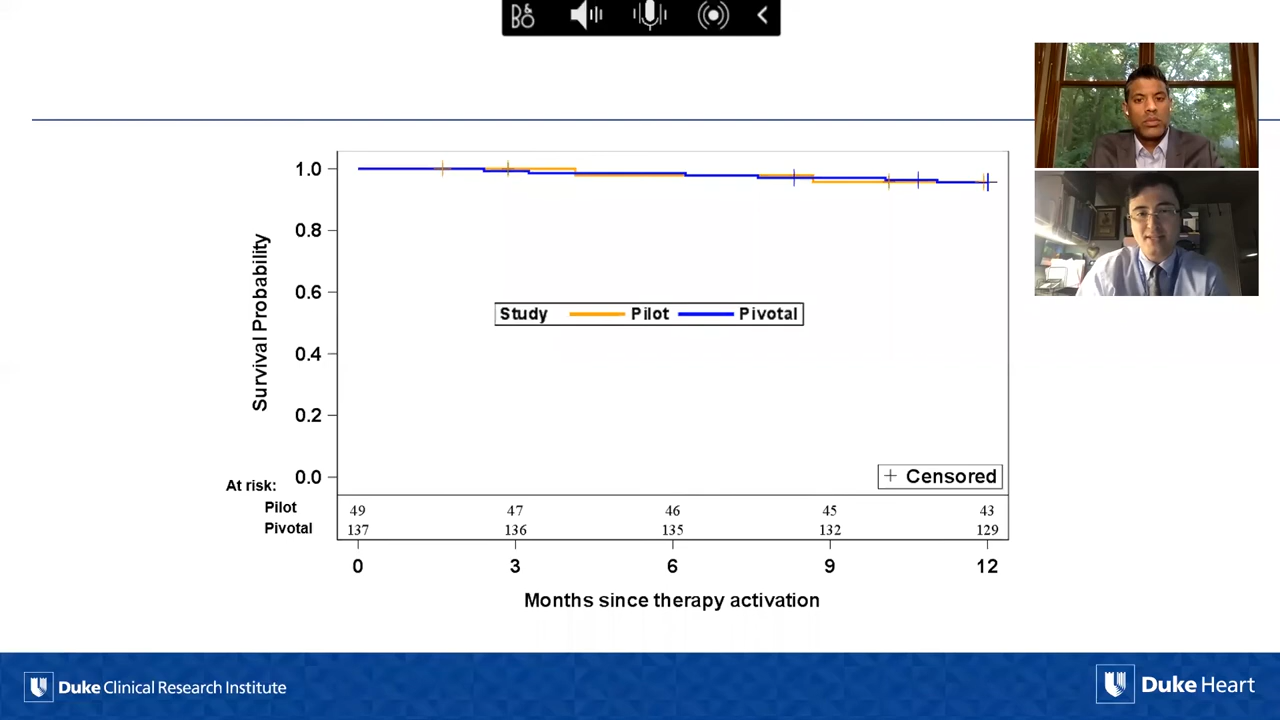 B&O
1.0
0.8
0.6
0.4
0.2
0.0
Survival Probability
Study Pilot Pivotal
+ Censored
At risk:
Pilot 49 47 46 45 43
Pivotal 137 136 135 132 129
0 3 6 9 12
Months since therapy activation
Duke Clinical Research Institute
Duke Heart